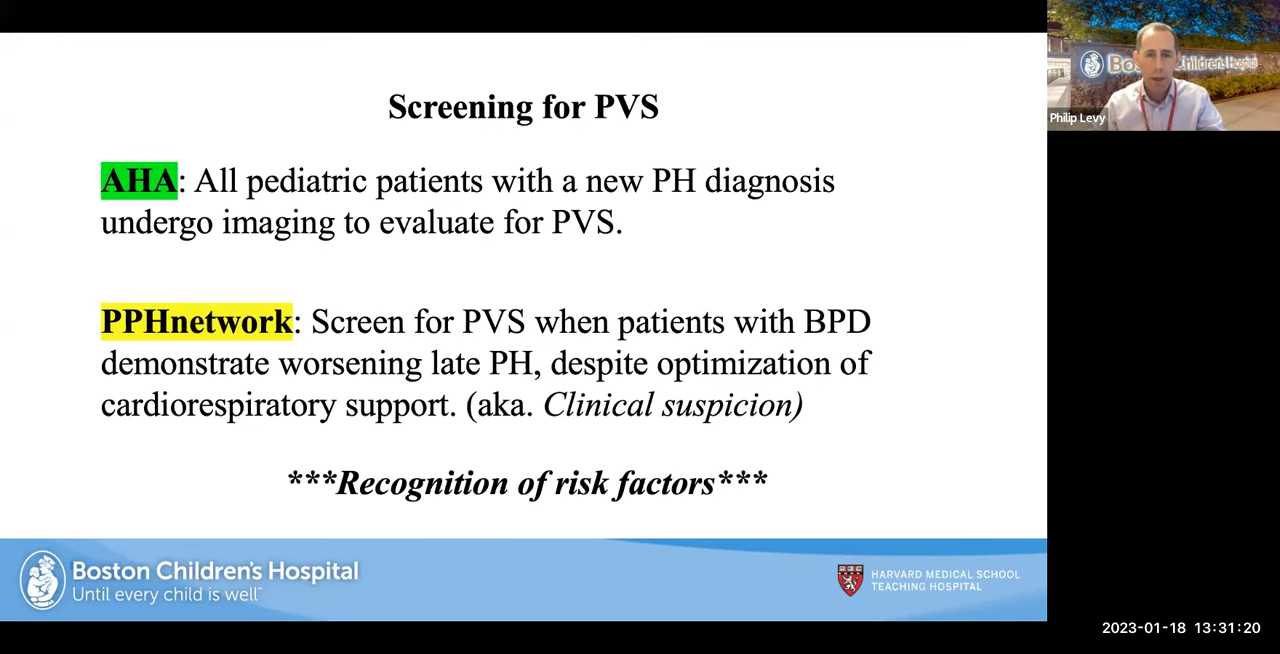 Screening for PVS
AHA: All pediatric patients with a new PH diagnosis
undergo imaging to evaluate for PVS.
PPHnetwork: Screen for PVS when patients with BPD
demonstrate worsening late PH, despite optimization of
cardiorespiratory support. (aka. Clinical suspicion)
***Recognition of risk factors***
Boston Children's Hospital
Until every child is well™
HARVARD MEDICAL SCHOOL
TEACHING HOSPITAL
Children's Hospital
Philip Levy
2023-01-18 13:31:20